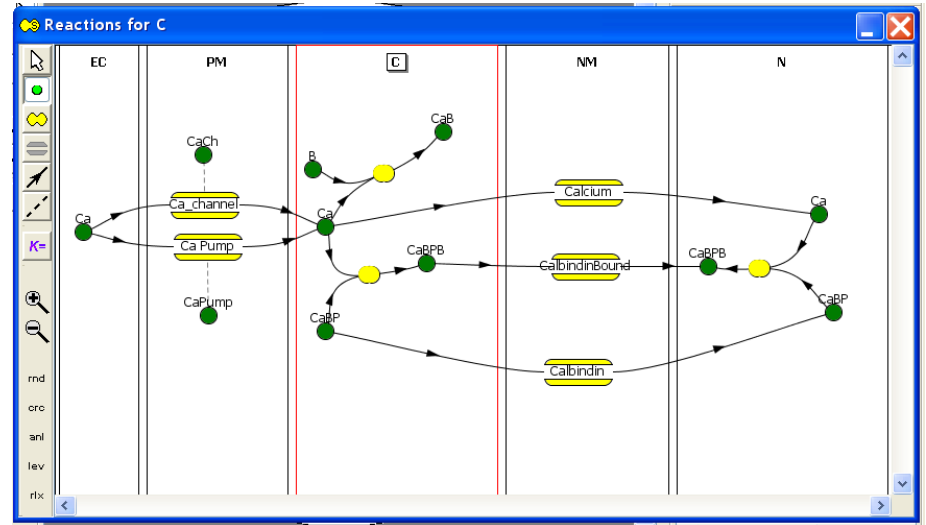 Reactions for C
EC
PM
C
NM
N
CaB
CaCh
B
Calcium
Ca_channel
Ca
Ca
Ca
Ca Pump
CaBPB
CalbindinBound
CaBPB
K=
CaPump
CaBP
CaBP
Calbindin
rnd
crc
anl
lev
rlx